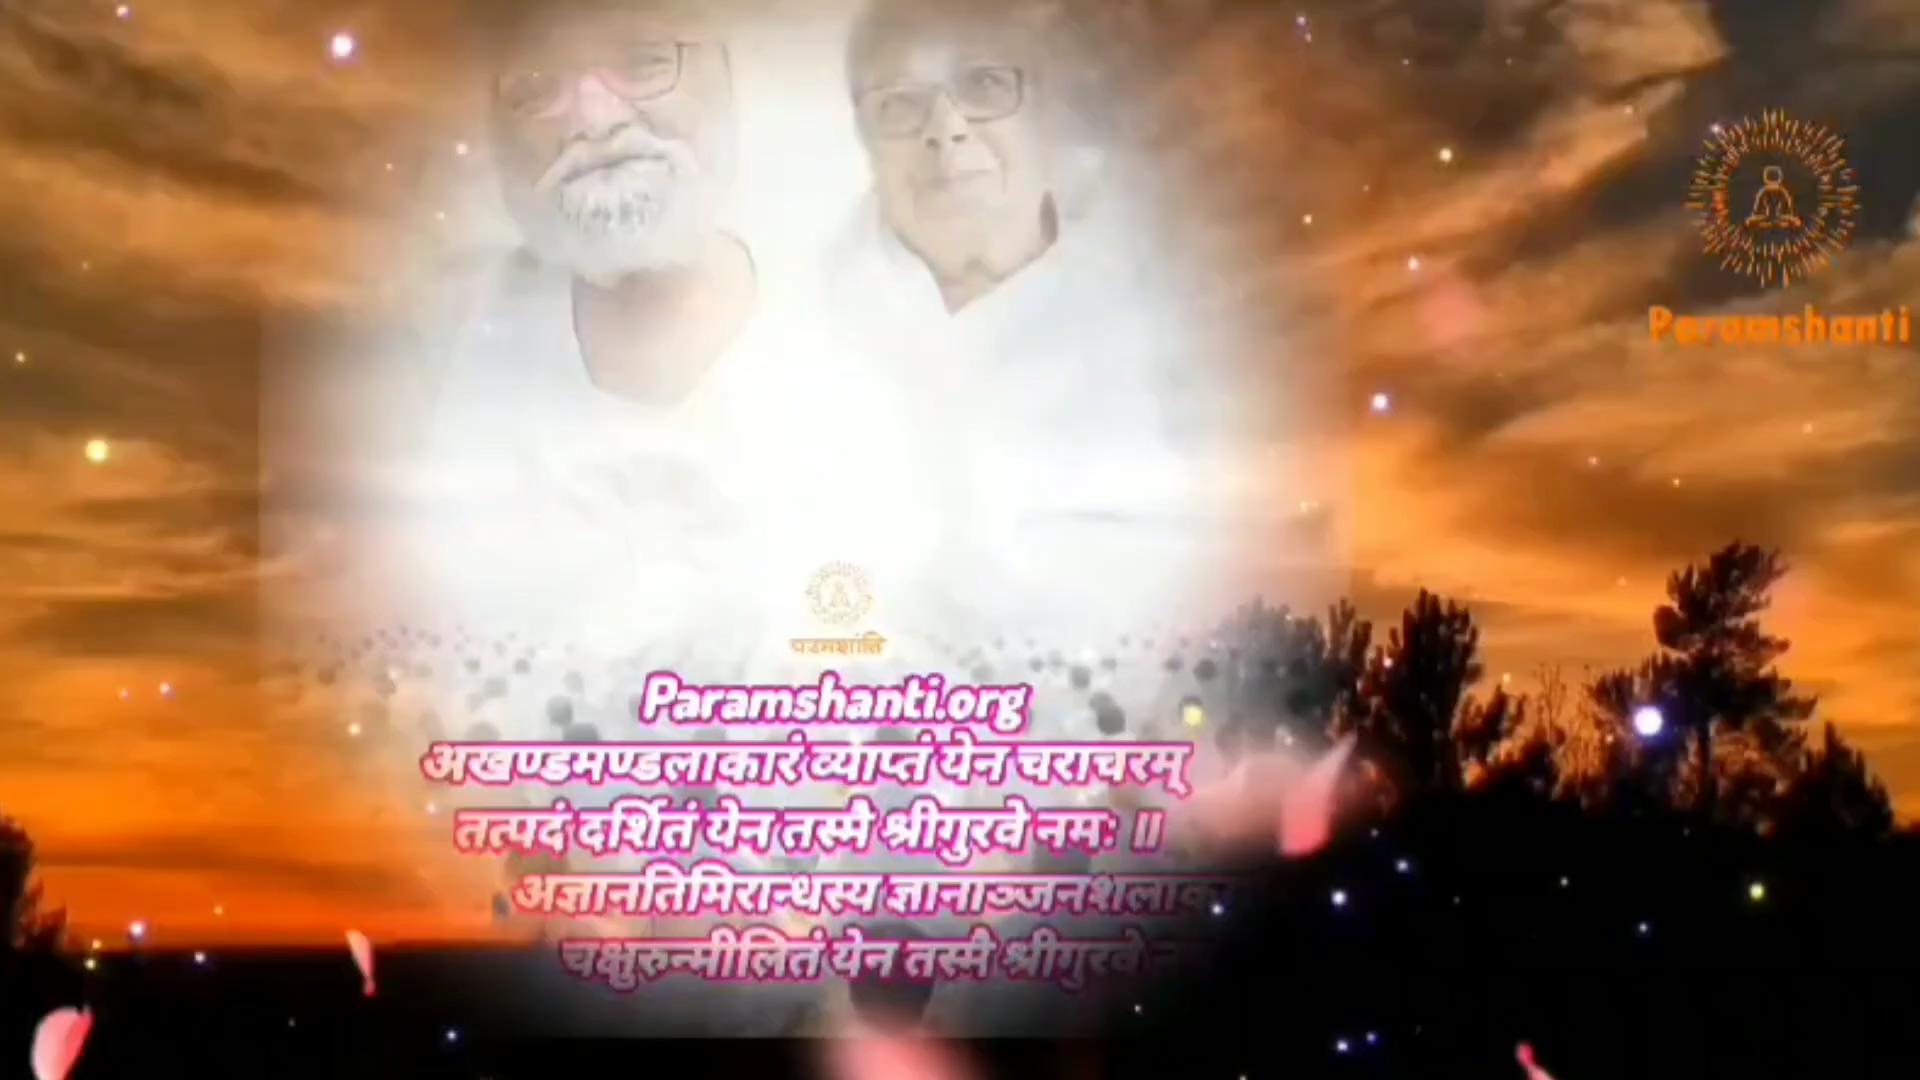 Paramshanti
परमशांति
Paramshanti.org
अखण्डमण्डलाकारं व्याप्तं येन चराचरम्
तत्पदं दर्शितं येन तस्मै श्रीगुरवे नमः ॥
अज्ञानतिमिरान्धस्य
चक्षुरुन्मीलितं येन तस्मै श्रीगुरवे